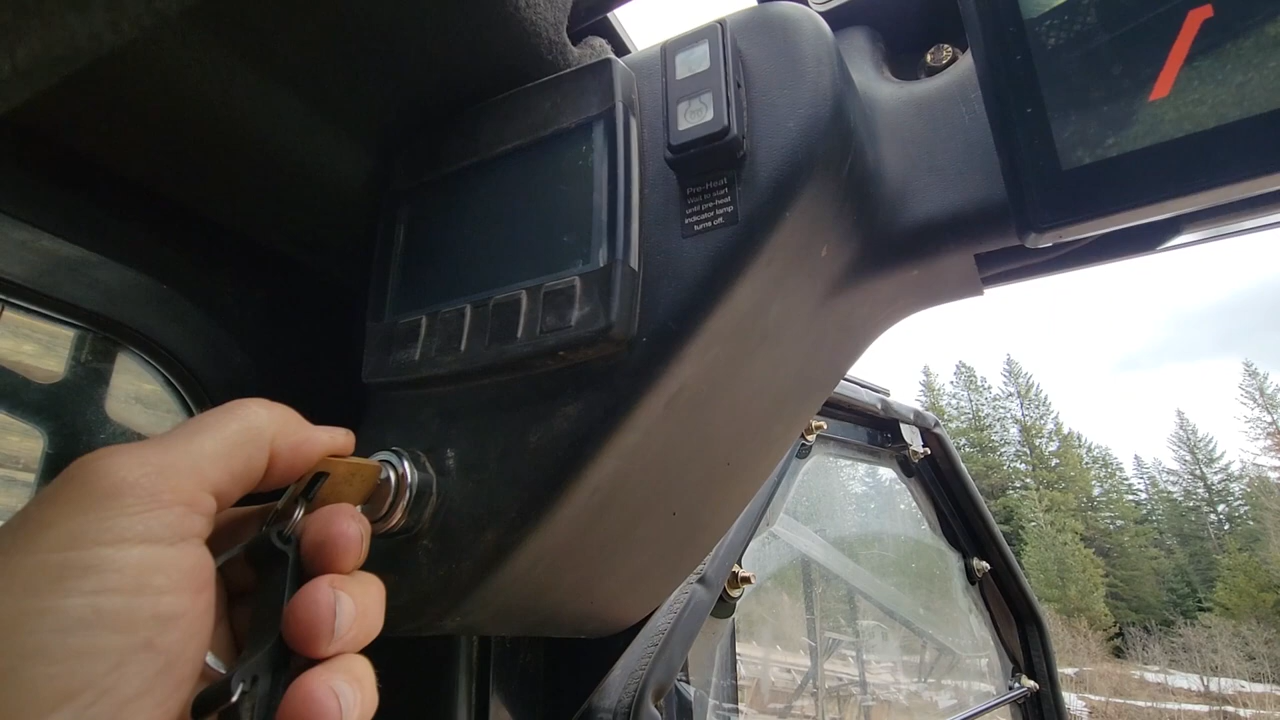 Pre-Heat
Wait to start
until pre-heat
indicator lamp
turns off.